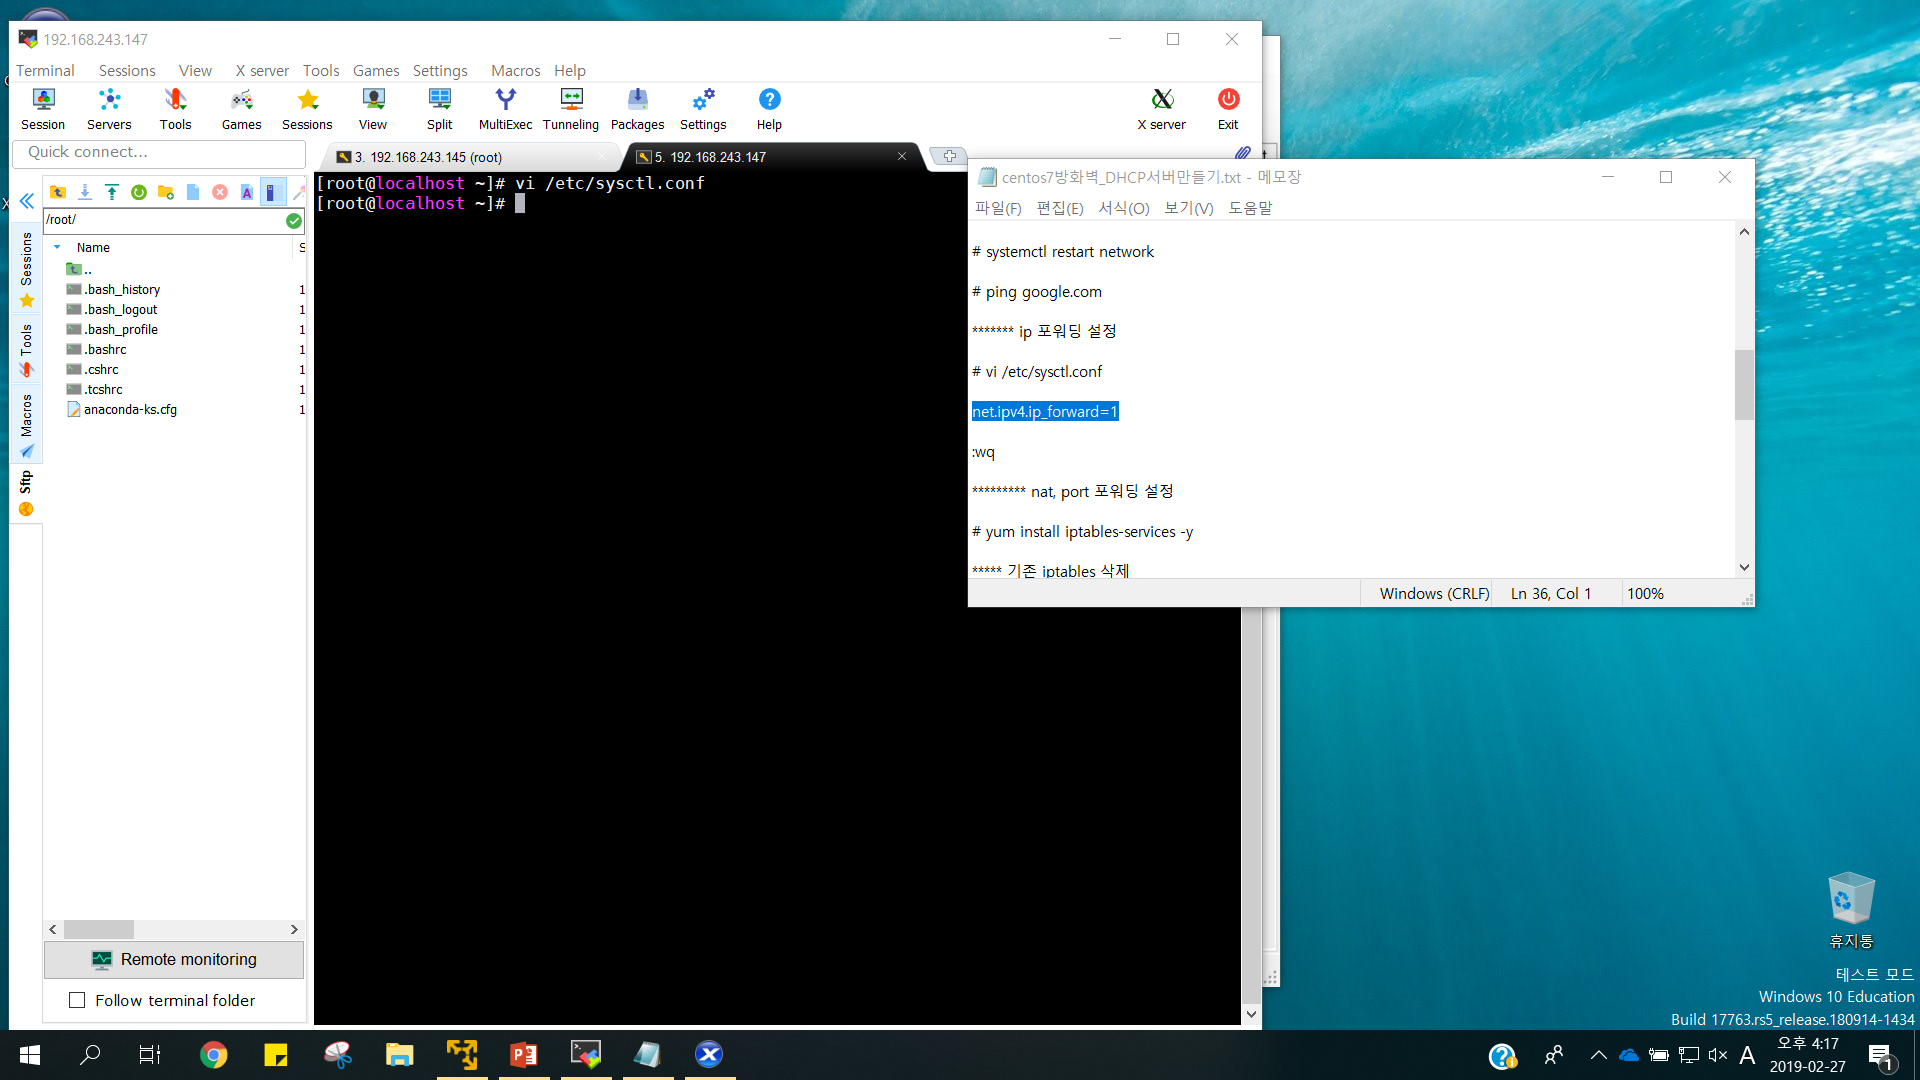 192.168.243.147
Terminal Sessions View X server Tools Games Settings Macros Help
Session Servers Tools Games Sessions View Split MultiExec Tunneling Packages Settings Help X server Exit
Quick connect...
3. 192.168.243.145 (root)
5. 192.168.243.147
/root/
Name S
..
.bash_history 1
.bash_logout 1
.bash_profile 1
.bashrc 1
.cshrc 1
.tcshrc 1
anaconda-ks.cfg 1
Sessions
Tools
Macros
Sftp
Remote monitoring
Follow terminal folder
[root@localhost ~]# vi /etc/sysctl.conf
[root@localhost ~]#
centos7방화벽_DHCP서버만들기.txt - 메모장
파일(F) 편집(E) 서식(O) 보기(V) 도움말
# systemctl restart network
# ping google.com
******* ip 포워딩 설정
# vi /etc/sysctl.conf
net.ipv4.ip_forward=1
:wq
********* nat, port 포워딩 설정
# yum install iptables-services -y
***** 기존 iptables 삭제
Windows (CRLF) Ln 36, Col 1 100%
휴지통
테스트 모드
Windows 10 Education
Build 17763.rs5_release.180914-1434
A
오후 4:17
2019-02-27
1